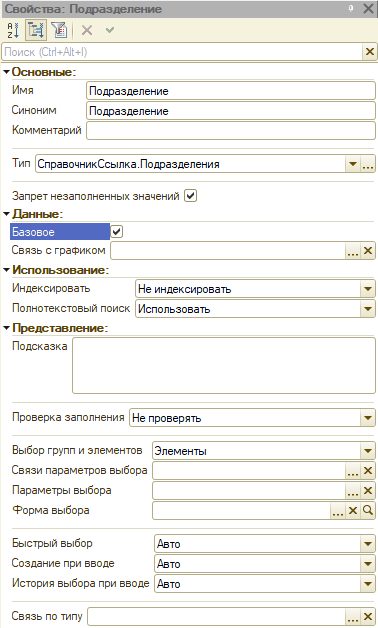 Свойства: Подразделение
Поиск (Ctrl+Alt+I)
Основные:
Имя Подразделение
Синоним Подразделение
Комментарий
Тип СправочникСсылка.Подразделения
Запрет незаполненных значений
Данные:
Базовое
Связь с графиком
Использование:
Индексировать Не индексировать
Полнотекстовый поиск Использовать
Представление:
Подсказка
Проверка заполнения Не проверять
Выбор групп и элементов Элементы
Связи параметров выбора
Параметры выбора
Форма выбора
Быстрый выбор Авто
Создание при вводе Авто
История выбора при вводе Авто
Связь по типу